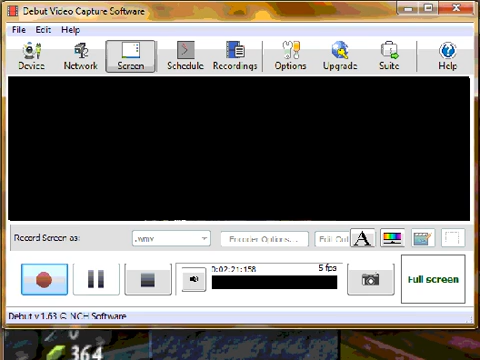 Debut Video Capture Software
File Edit Help
Device Network Screen Schedule Recordings Options Upgrade Suite Help
Record Screen as: .wmv Encoder Options... Edit
A
0:02:21:158 5 fps
Full screen
Debut v 1.63 © NCH Software
364